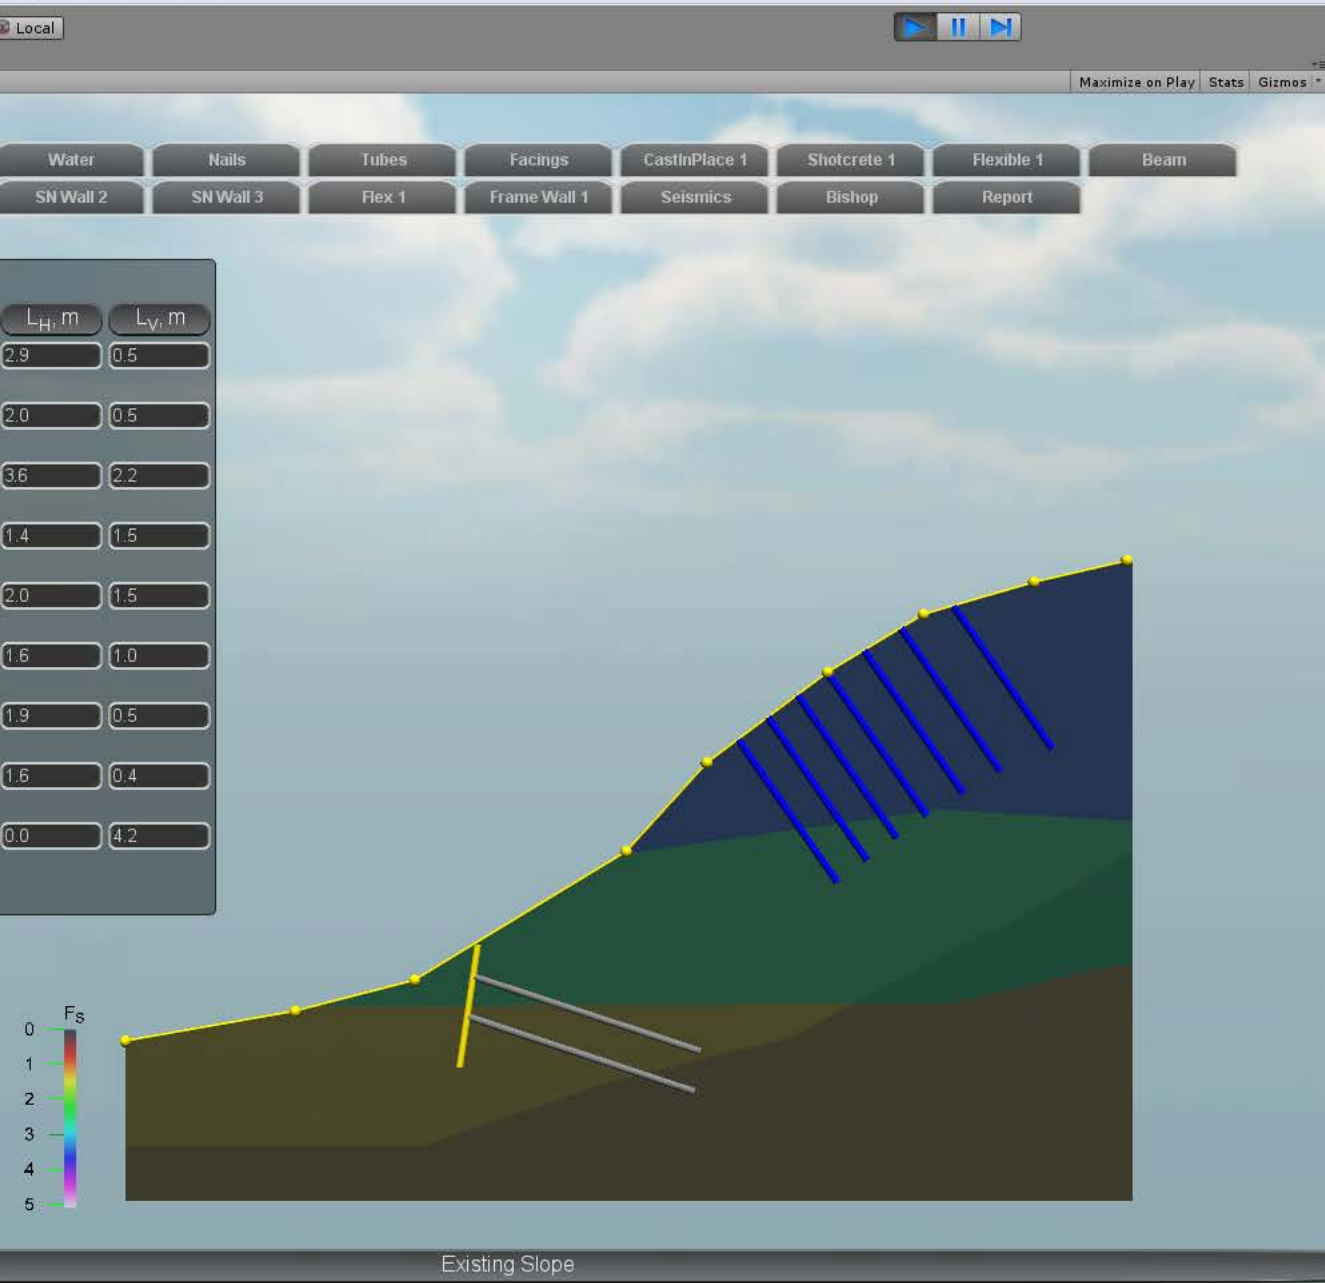 Local
Maximize on Play Stats Gizmos
Water Nails Tubes Facings CastInPlace 1 Shotcrete 1 Flexible 1 Beam
SN Wall 2 SN Wall 3 Flex 1 Frame Wall 1 Seismics Bishop Report
LH, m LV, m
2.9 0.5
2.0 0.5
3.6 2.2
1.4 1.5
2.0 1.5
1.6 1.0
1.9 0.5
1.6 0.4
0.0 4.2
FS
0
1
2
3
4
5
Existing Slope